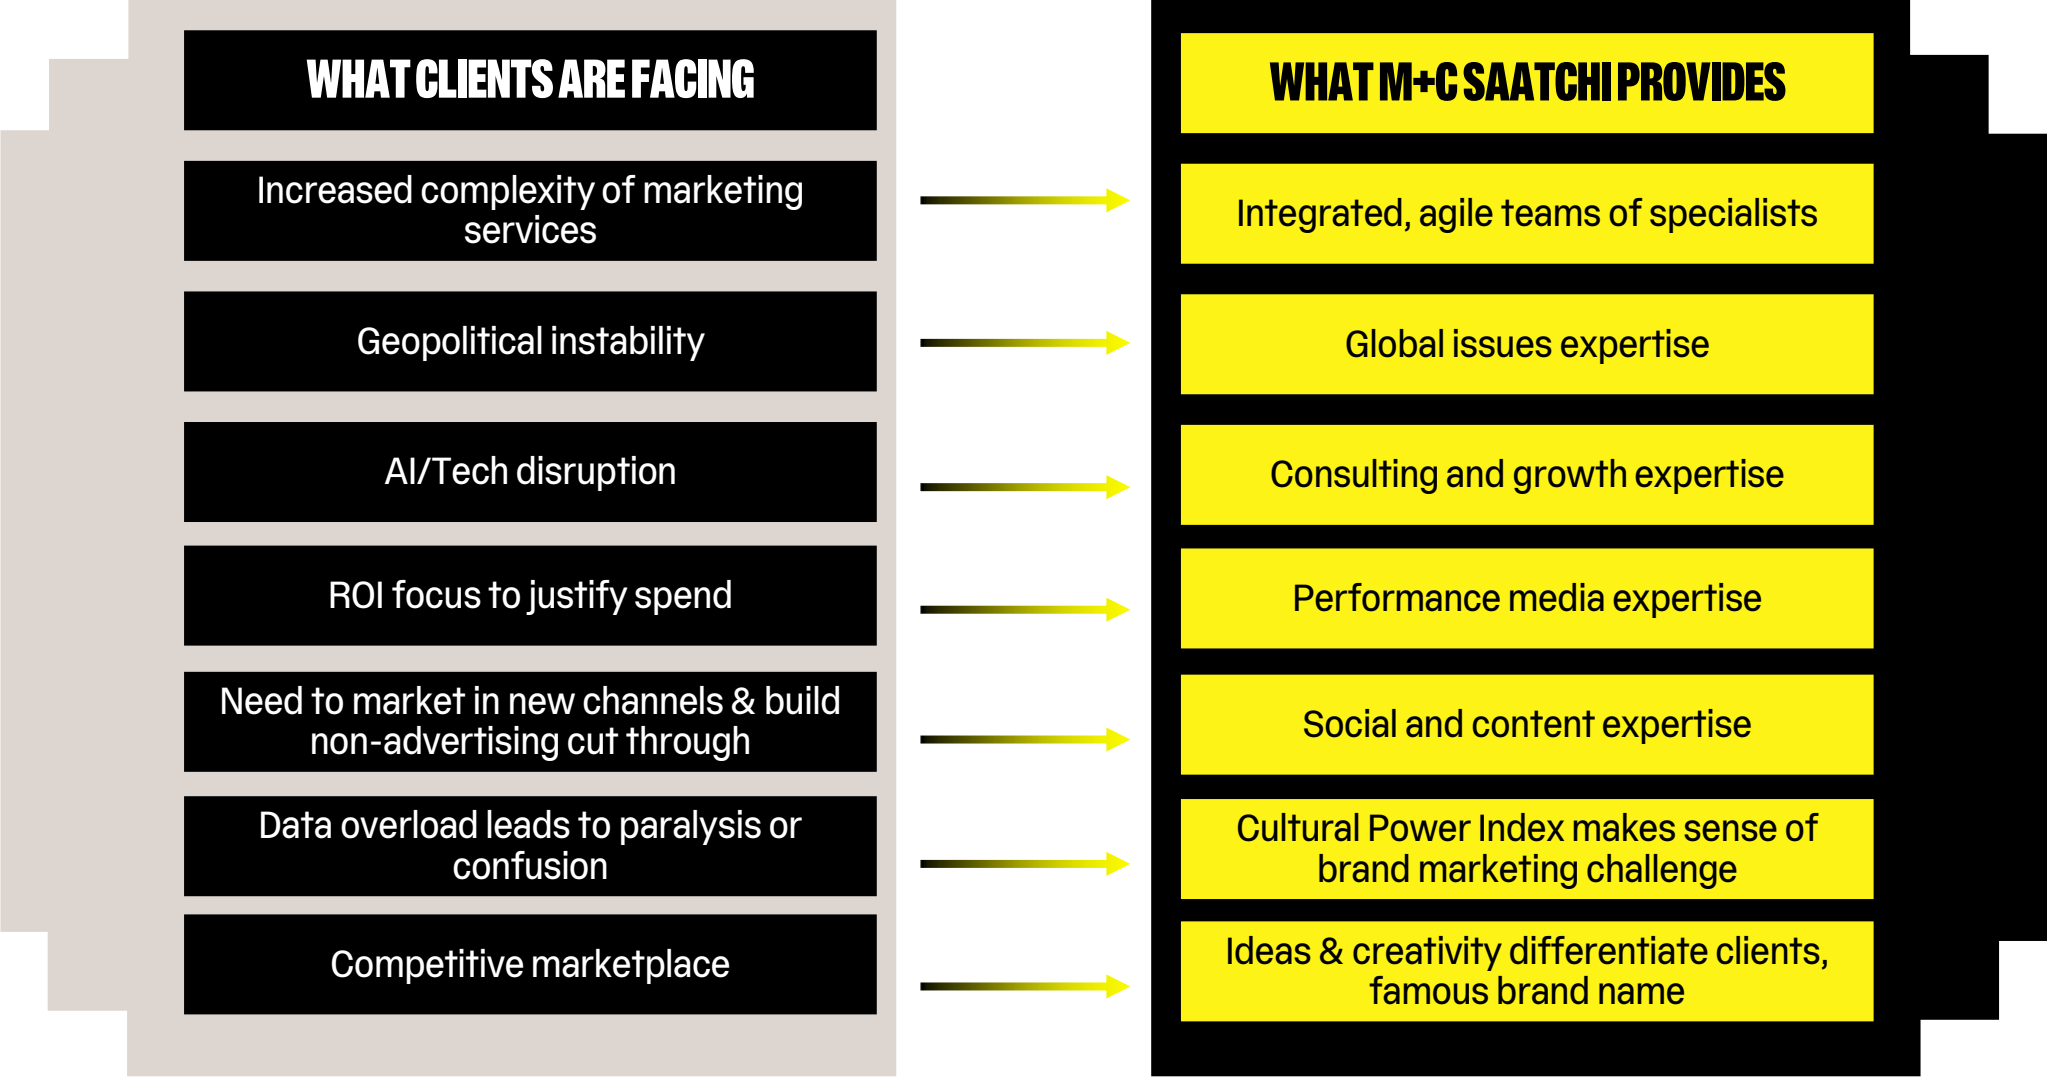 WHAT CLIENTS ARE FACING
WHAT M+C SAATCHI PROVIDES
Increased complexity of marketing
services
Integrated, agile teams of specialists
Geopolitical instability
Global issues expertise
AI/Tech disruption
Consulting and growth expertise
ROI focus to justify spend
Performance media expertise
Need to market in new channels & build
non-advertising cut through
Social and content expertise
Data overload leads to paralysis or
confusion
Cultural Power Index makes sense of
brand marketing challenge
Competitive marketplace
Ideas & creativity differentiate clients,
famous brand name